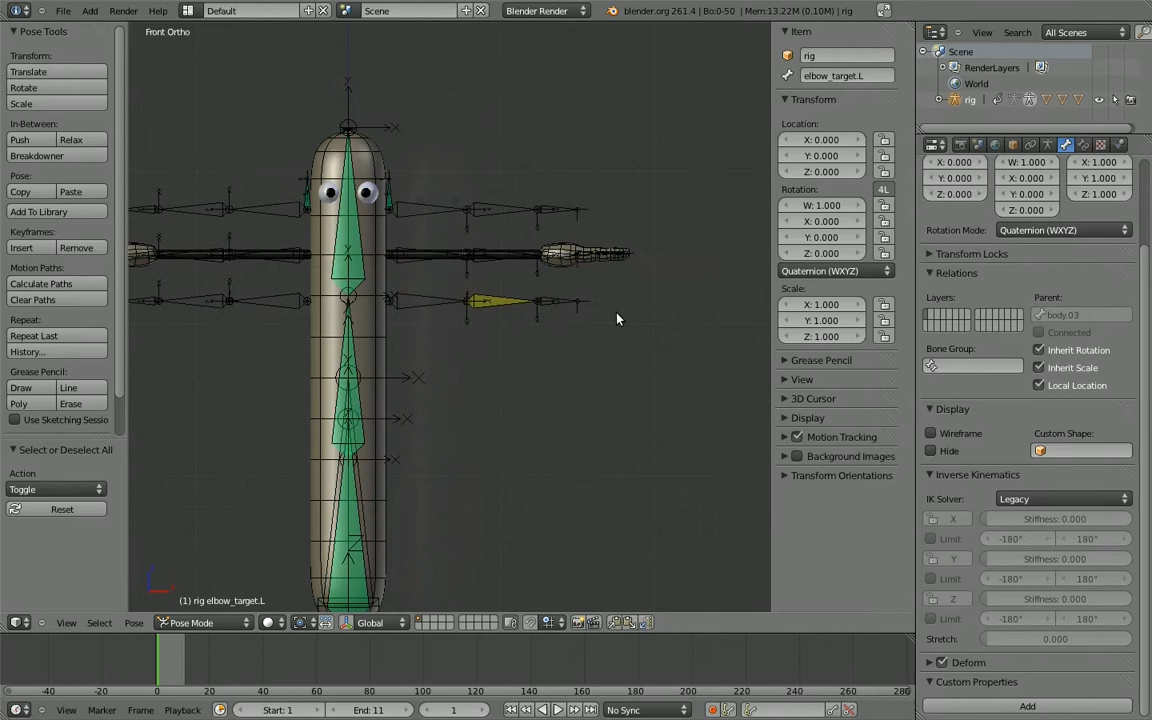 File Add Render Help Default Scene Blender Render blender.org 261.4 | Bo:0-50 | Mem:13.22M (0.10M) | rig
Pose Tools
Transform:
Translate
Rotate
Scale
In-Between:
Push Relax
Breakdowner
Pose:
Copy Paste
Add To Library
Keyframes:
Insert Remove
Motion Paths:
Calculate Paths
Clear Paths
Repeat:
Repeat Last
History...
Grease Pencil:
Draw Line
Poly Erase
Use Sketching Sessio
Select or Deselect All
Action
Toggle
Reset
Front Ortho
(1) rig elbow_target.L
View Select Pose Pose Mode Global
Item
rig
elbow_target.L
Transform
Location:
X: 0.000
Y: 0.000
Z: 0.000
Rotation: 4L
W: 1.000
X: 0.000
Y: 0.000
Z: 0.000
Quaternion (WXYZ)
Scale:
X: 1.000
Y: 1.000
Z: 1.000
Grease Pencil
View
3D Cursor
Display
Motion Tracking
Background Images
Transform Orientations
View Search All Scenes
Scene
RenderLayers
World
rig
X: 0.000 W: 1.000 X: 1.000
Y: 0.000 X: 0.000 Y: 1.000
Z: 0.000 Y: 0.000 Z: 1.000
Z: 0.000
Rotation Mode: Quaternion (WXYZ)
Transform Locks
Relations
Layers: Parent:
body.03
Connected
Bone Group: Inherit Rotation
Inherit Scale
Local Location
Display
Wireframe Custom Shape:
Hide
Inverse Kinematics
IK Solver: Legacy
X Stiffness: 0.000
Limit -180° 180°
Y Stiffness: 0.000
Limit -180° 180°
Z Stiffness: 0.000
Limit -180° 180°
Stretch: 0.000
Deform
Custom Properties
Add
-40 -20 0 20 40 60 80 100 120 140 160 180 200 220 240 260 280
View Marker Frame Playback Start: 1 End: 11 1 No Sync